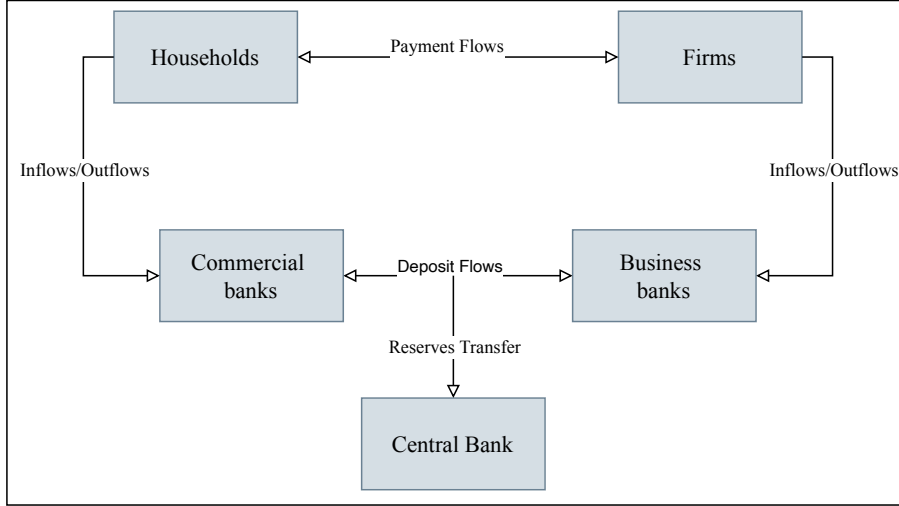 Households
Payment Flows
Firms
Inflows/Outflows
Inflows/Outflows
Commercial
banks
Deposit Flows
Business
banks
Reserves Transfer
Central Bank